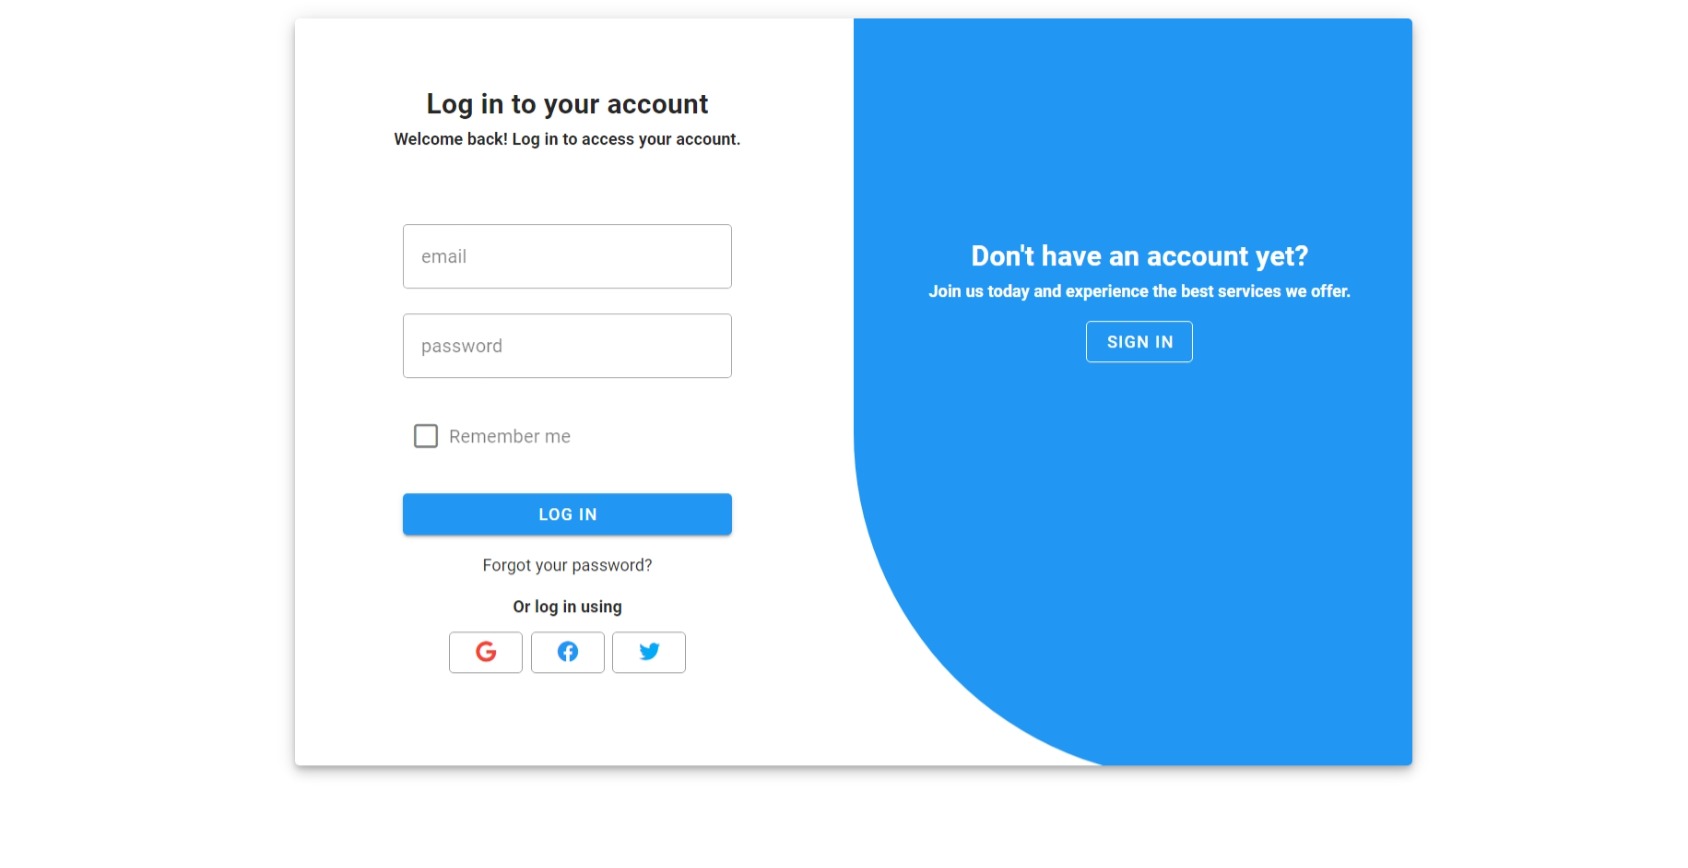 Log in to your account
Welcome back! Log in to access your account.
email
password
Remember me
LOG IN
Forgot your password?
Or log in using
Don't have an account yet?
Join us today and experience the best services we offer.
SIGN IN